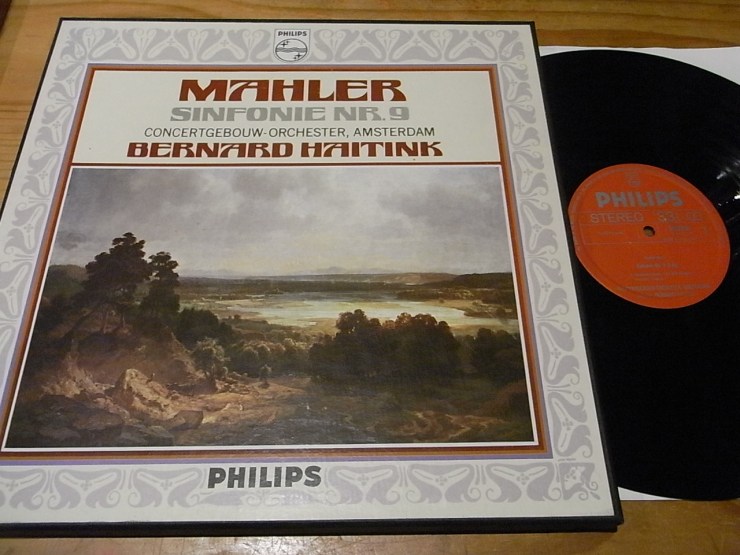 PHILIPS
MAHLER
SINFONIE NR. 9
CONCERTGEBOUW-ORCHESTER, AMSTERDAM
BERNARD HAITINK
PHILIPS
PHILIPS
STEREO